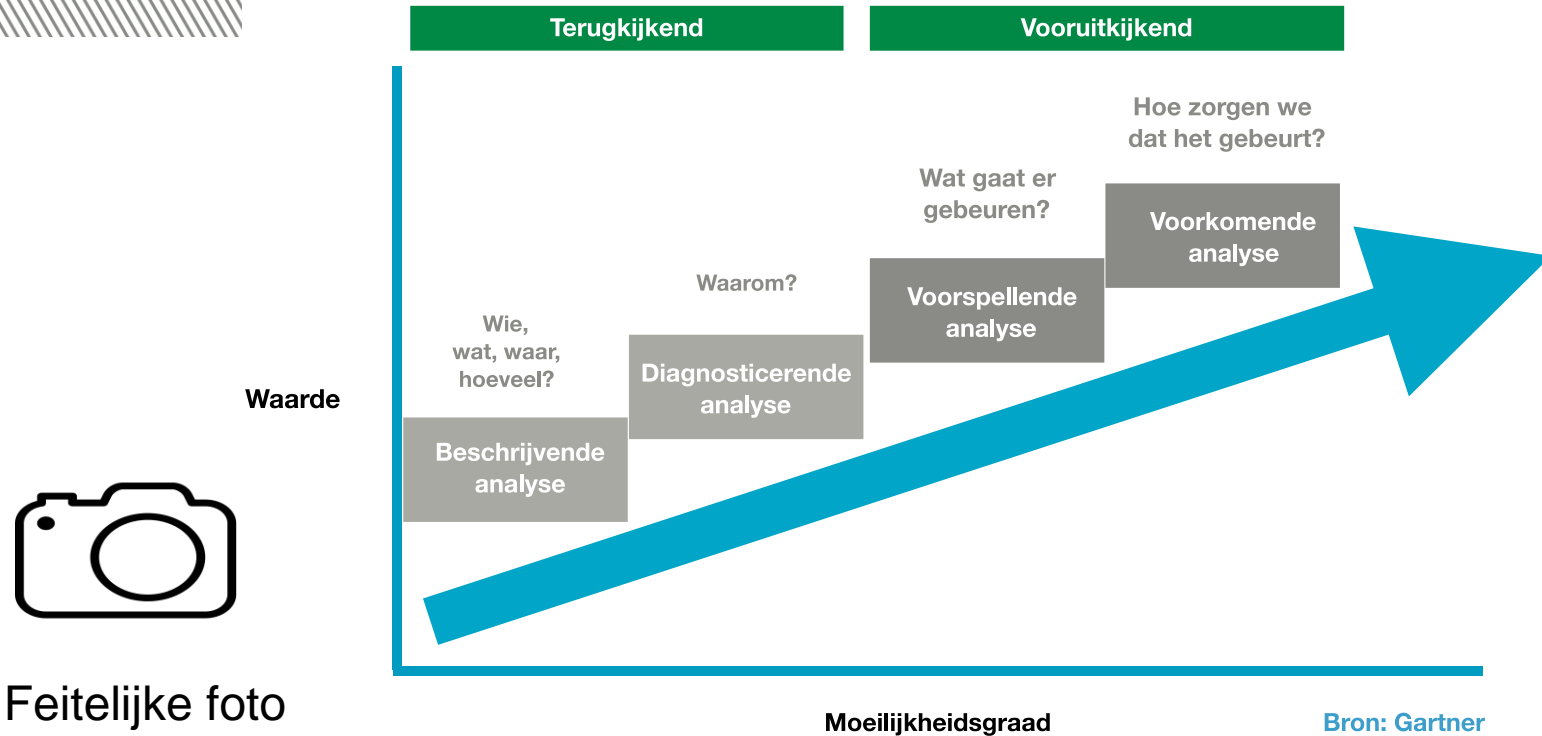 Terugkijkend
Vooruitkijkend
Hoe zorgen we
dat het gebeurt?
Wat gaat er
gebeuren?
Voorkomende
analyse
Waarom?
Voorspellende
analyse
Wie,
wat, waar,
hoeveel?
Diagnosticerende
analyse
Waarde
Beschrijvende
analyse
Feitelijke foto
Moeilijkheidsgraad
Bron: Gartner